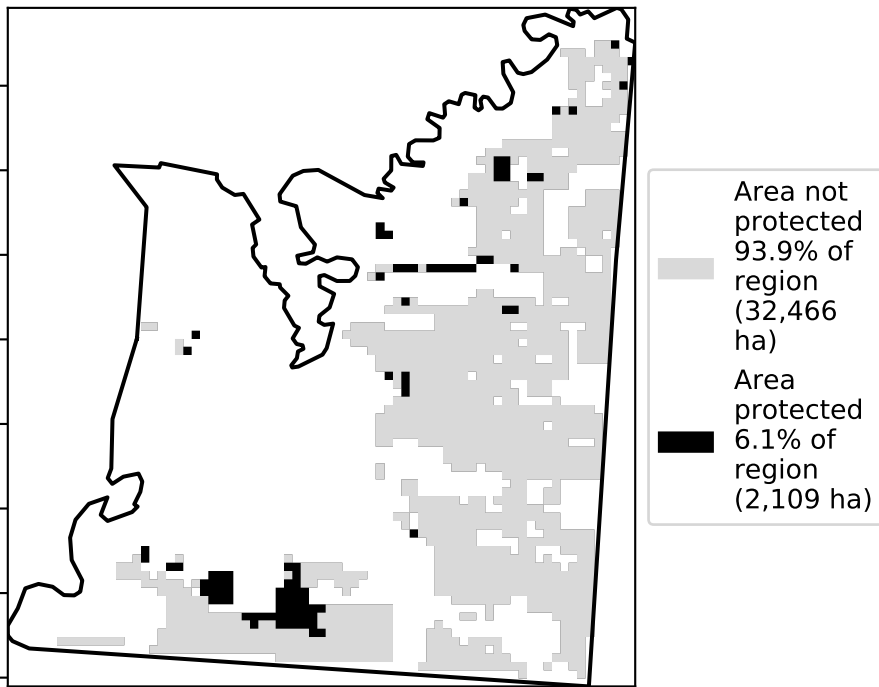 Area not
protected
93.9% of
region
(32,466
ha)
Area
protected
6.1% of
region
(2,109 ha)